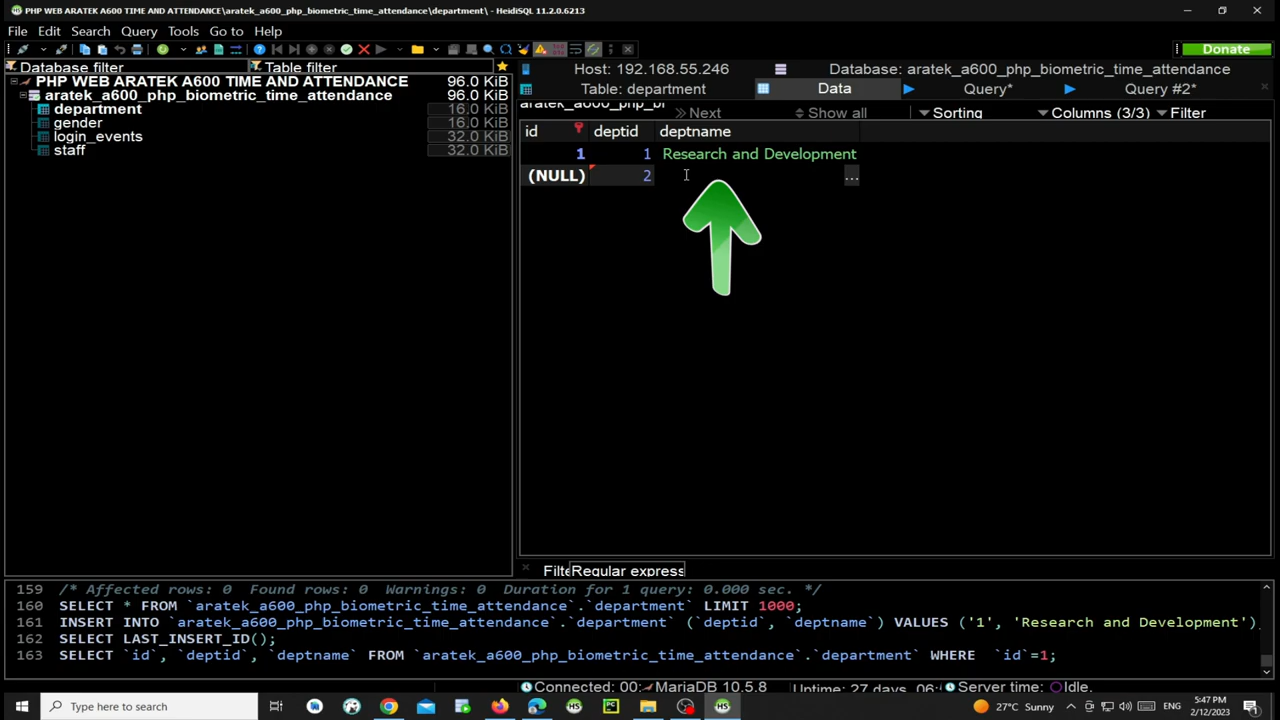 PHP WEB ARATEK A600 TIME AND ATTENDANCE\aratek_a600_php_biometric_time_attendance\department\ - HeidiSQL 11.2.0.6213
File Edit Search Query Tools Go to Help
Donate
Database filter Table filter
PHP WEB ARATEK A600 TIME AND ATTENDANCE 96.0 KiB
aratek_a600_php_biometric_time_attendance 96.0 KiB
department 16.0 KiB
gender 16.0 KiB
login_events 32.0 KiB
staff 32.0 KiB
Host: 192.168.55.246 Database: aratek_a600_php_biometric_time_attendance
Table: department Data Query* Query #2*
aratek_a600_php_bi Next Show all Sorting Columns (3/3) Filter
id deptid deptname
1 1 Research and Development
(NULL) 2 ...
Filte Regular express
159 /* Affected rows: 0 Found rows: 0 Warnings: 0 Duration for 1 query: 0.000 sec. */
160 SELECT * FROM `aratek_a600_php_biometric_time_attendance`.`department` LIMIT 1000;
161 INSERT INTO `aratek_a600_php_biometric_time_attendance`.`department` (`deptid`, `deptname`) VALUES ('1', 'Research and Development')
162 SELECT LAST_INSERT_ID();
163 SELECT `id`, `deptid`, `deptname` FROM `aratek_a600_php_biometric_time_attendance`.`department` WHERE `id`=1;
Connected: 00: MariaDB 10.5.8 Uptime: 27 days, 06: Server time: Idle.
Type here to search
27°C Sunny ENG 5:47 PM
2/12/2023